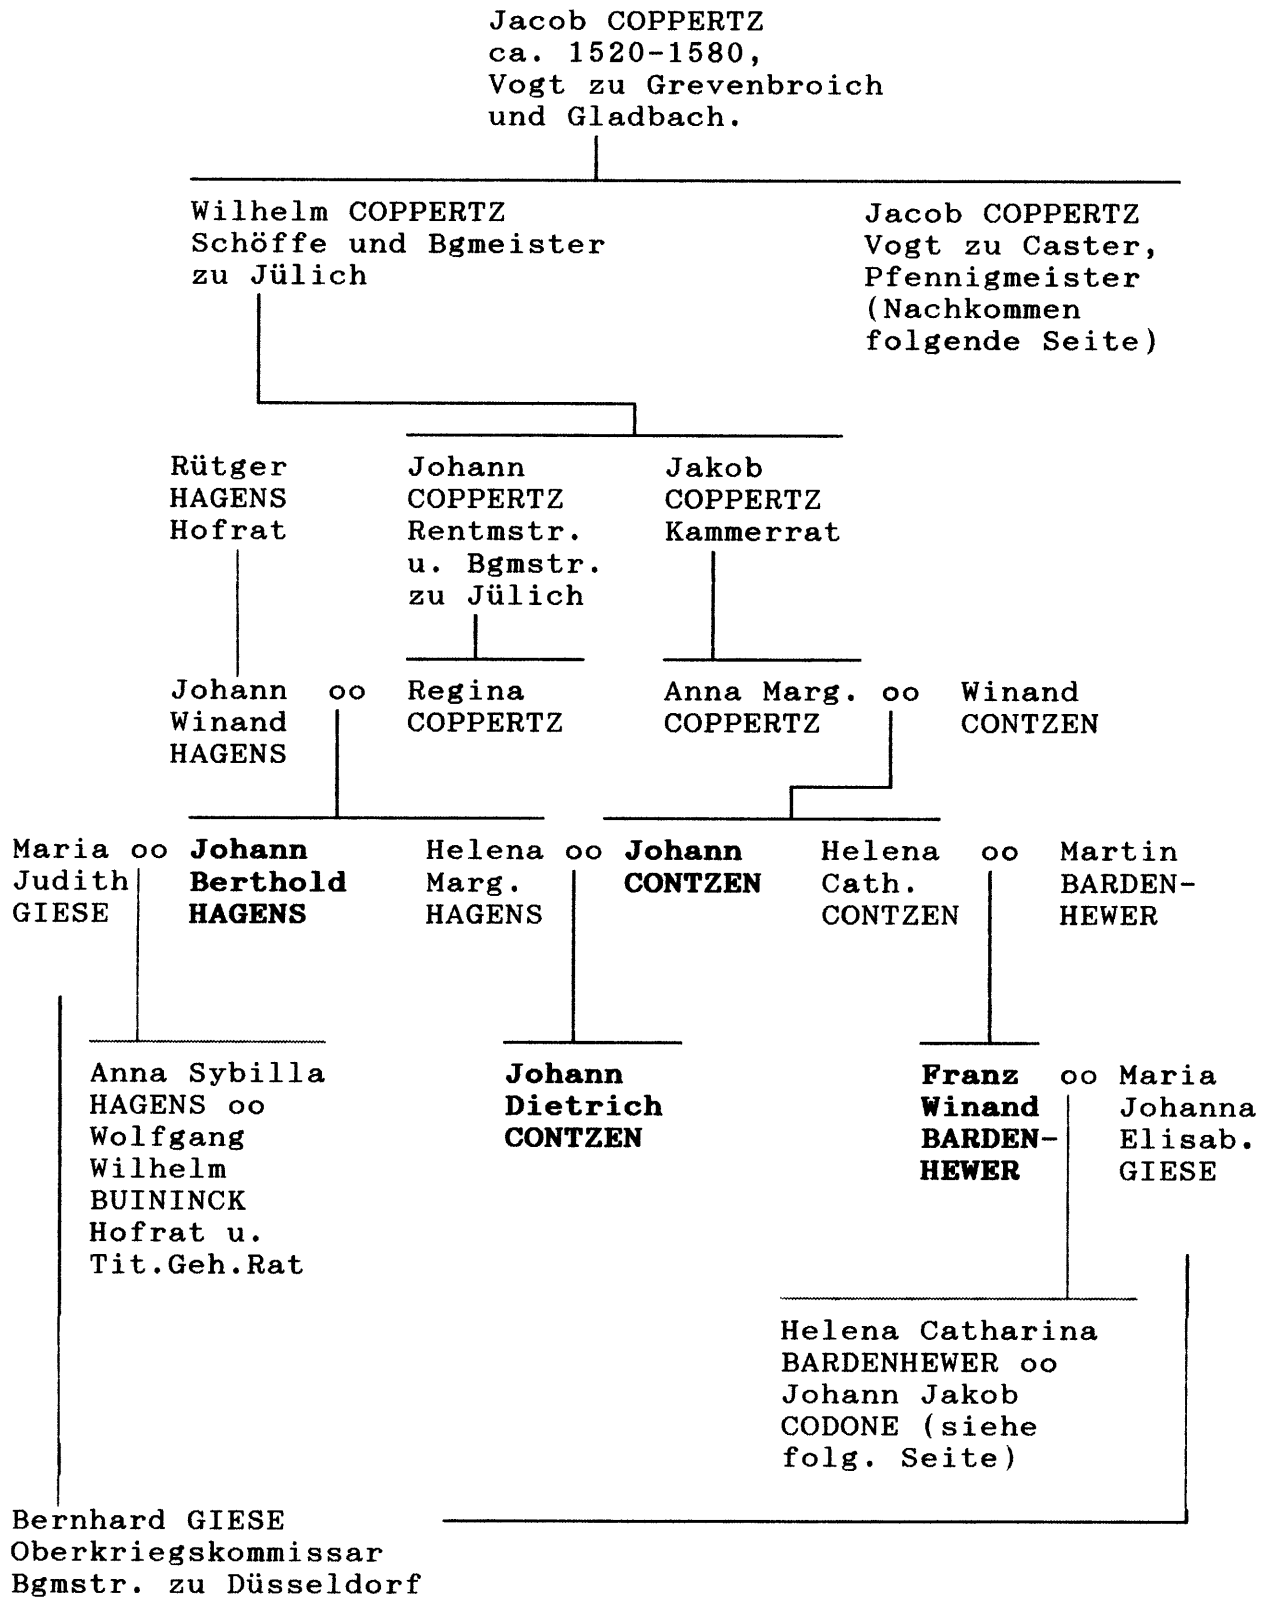 Jacob COPPERTZ
ca. 1520-1580,
Vogt zu Grevenbroich
und Gladbach.
Wilhelm COPPERTZ
Schöffe und Bgmeister
zu Jülich
Jacob COPPERTZ
Vogt zu Caster,
Pfennigmeister
(Nachkommen
folgende Seite)
Rütger
HAGENS
Hofrat
Johann
COPPERTZ
Rentmstr.
u. Bgmstr.
zu Jülich
Jakob
COPPERTZ
Kammerrat
Johann oo
Winand
HAGENS
Regina
COPPERTZ
Anna Marg. oo
COPPERTZ
Winand
CONTZEN
Maria oo
Judith
GIESE
Johann
Berthold
HAGENS
Helena oo
Marg.
HAGENS
Johann
CONTZEN
Helena oo
Cath.
CONTZEN
Martin
BARDEN-
HEWER
Anna Sybilla
HAGENS oo
Wolfgang
Wilhelm
BUININCK
Hofrat u.
Tit.Geh.Rat
Johann
Dietrich
CONTZEN
Franz oo
Winand
BARDEN-
HEWER
Maria
Johanna
Elisab.
GIESE
Helena Catharina
BARDENHEWER oo
Johann Jakob
CODONE (siehe
folg. Seite)
Bernhard GIESE
Oberkriegskommissar
Bgmstr. zu Düsseldorf